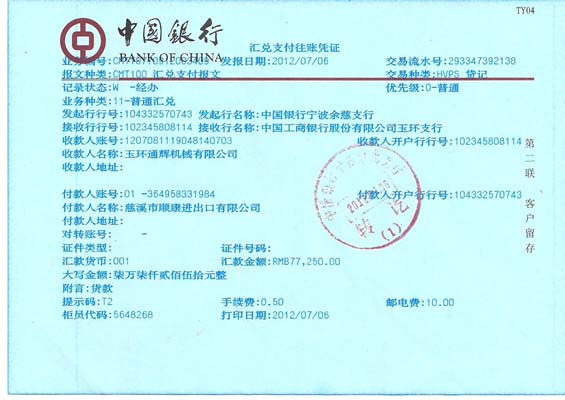 TY04
中国银行
BANK OF CHINA
汇兑支付往账凭证
发报日期:2012/07/06 交易流水号:293347392138
报文种类:CMT100 汇兑支付报文 交易种类:HVPS 贷记
记录状态:W -经办 优先级:0-普通
业务种类:11-普通汇兑
发起行行号:104332570743 发起行名称:中国银行宁波余慈支行
接收行行号:102345808114 接收行名称:中国工商银行股份有限公司玉环支行
收款人账号:1207081119048140703 收款人开户行行号:102345808114
收款人名称:玉环通辉机械有限公司
收款人地址:
付款人账号:01 -364958331984 付款人开户行行号:104332570743
付款人名称:慈溪市顺康进出口有限公司
付款人地址:
对转账号: -
证件类型: 证件号码:
汇款货币:001 汇款金额:RMB77,250.00
大写金额:柒万柒仟贰佰伍拾元整
附言:货款
提示码:T2 手续费:0.50 邮电费:10.00
柜员代码:5648268 打印日期:2012/07/06
第二联 客户留存
转讫
(1)